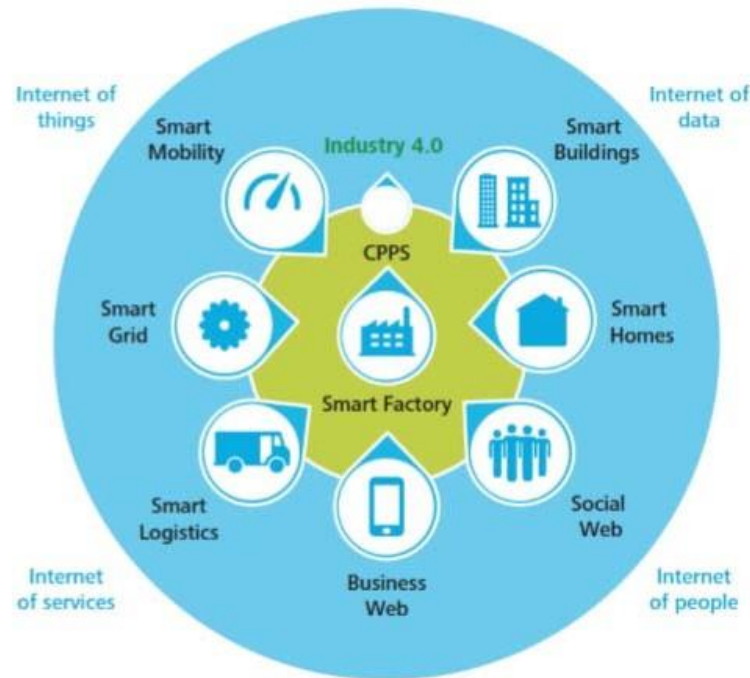 Internet of
things
Internet of
data
Smart
Mobility
Industry 4.0
Smart
Buildings
CPPS
Smart
Grid
Smart
Homes
Smart Factory
Smart
Logistics
Social
Web
Business
Web
Internet
of services
Internet
of people